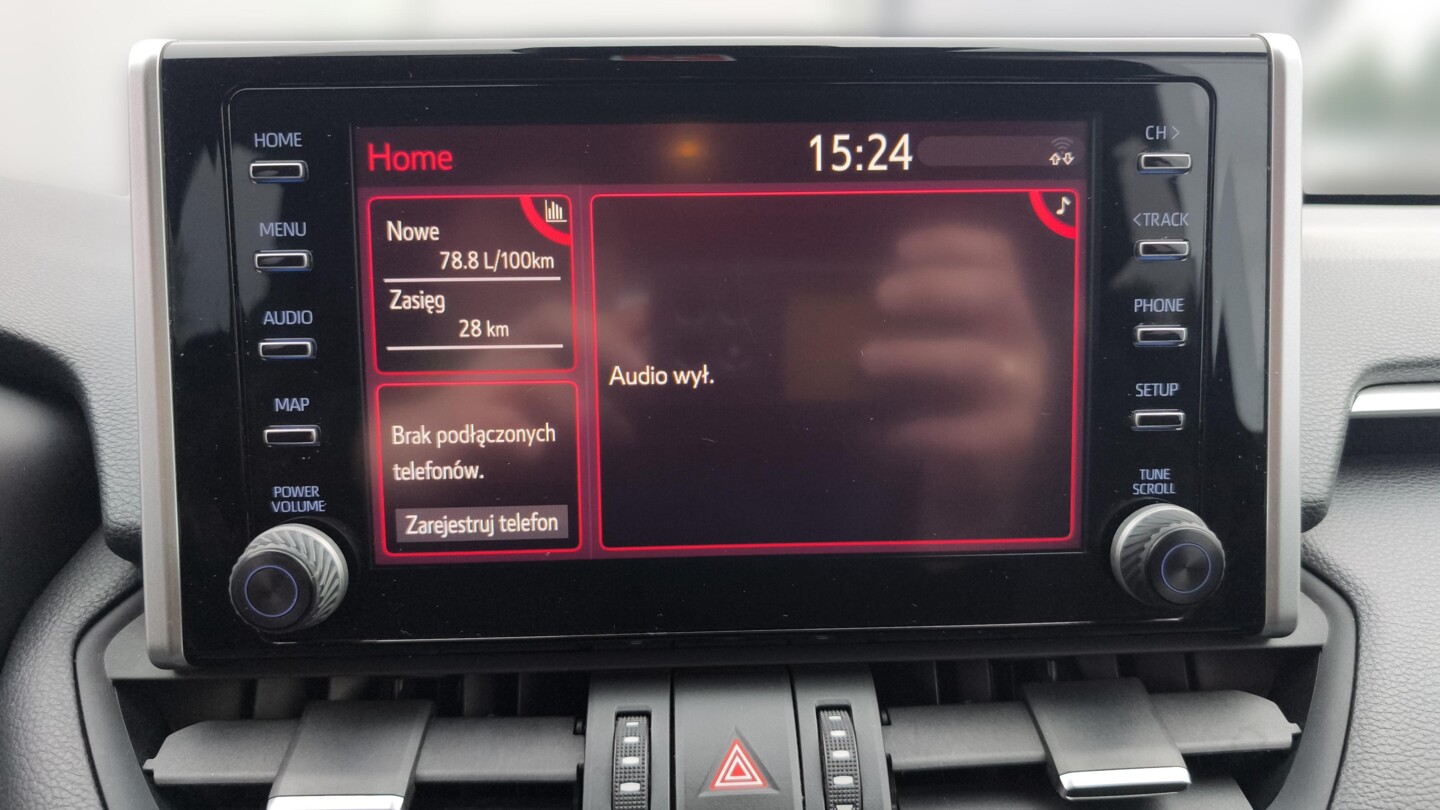 HOME
MENU
AUDIO
MAP
POWER
VOLUME
Home
15:24
Nowe
78.8 L/100km
Zasięg
28 km
Brak podłączonych
telefonów.
Zarejestruj telefon
Audio wył.
CH >
<TRACK
PHONE
SETUP
TUNE
SCROLL